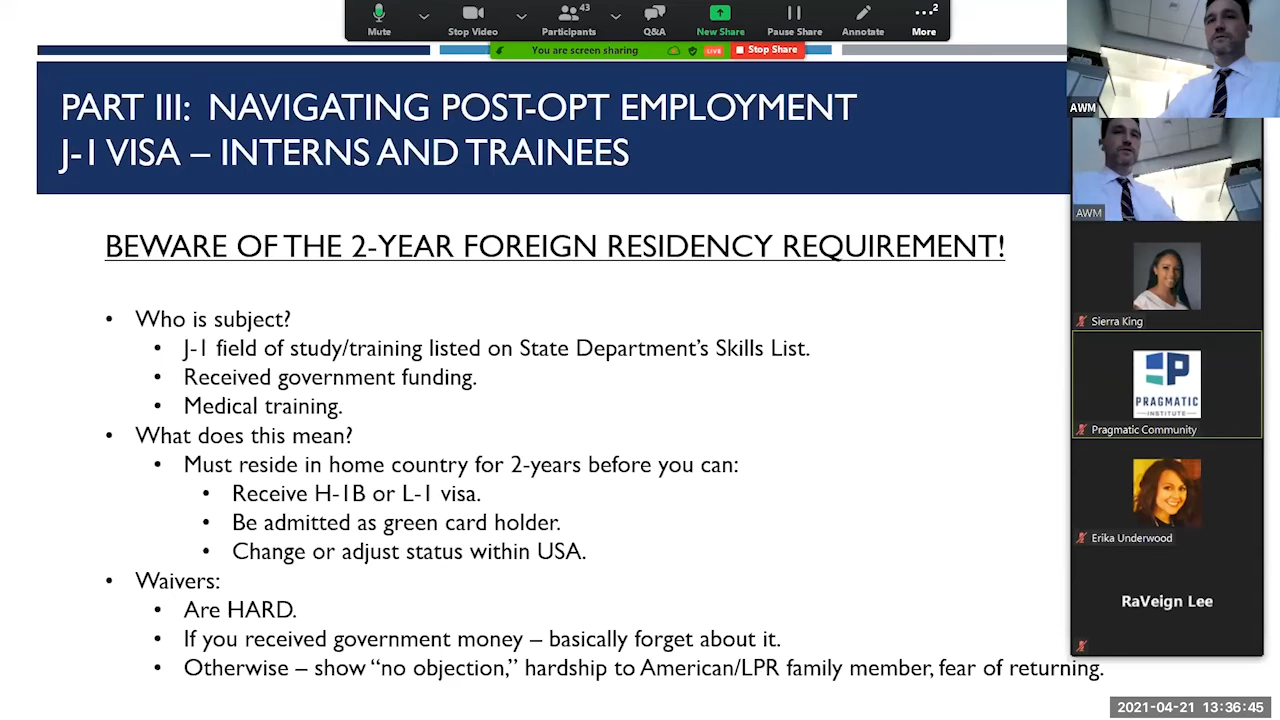 43
2
Mute
Stop Video
Participants
Q&A
New Share
Pause Share
Annotate
More
You are screen sharing
LIVE
Stop Share
PART III: NAVIGATING POST-OPT EMPLOYMENT
J-1 VISA – INTERNS AND TRAINEES
BEWARE OF THE 2-YEAR FOREIGN RESIDENCY REQUIREMENT!
• Who is subject?
• J-1 field of study/training listed on State Department's Skills List.
• Received government funding.
• Medical training.
• What does this mean?
• Must reside in home country for 2-years before you can:
• Receive H-1B or L-1 visa.
• Be admitted as green card holder.
• Change or adjust status within USA.
• Waivers:
• Are HARD.
• If you received government money – basically forget about it.
• Otherwise – show “no objection,” hardship to American/LPR family member, fear of returning.
AWM
AWM
Sierra King
P
PRAGMATIC
INSTITUTE
Pragmatic Community
Erika Underwood
RaVeign Lee
2021-04-21 13:36:45